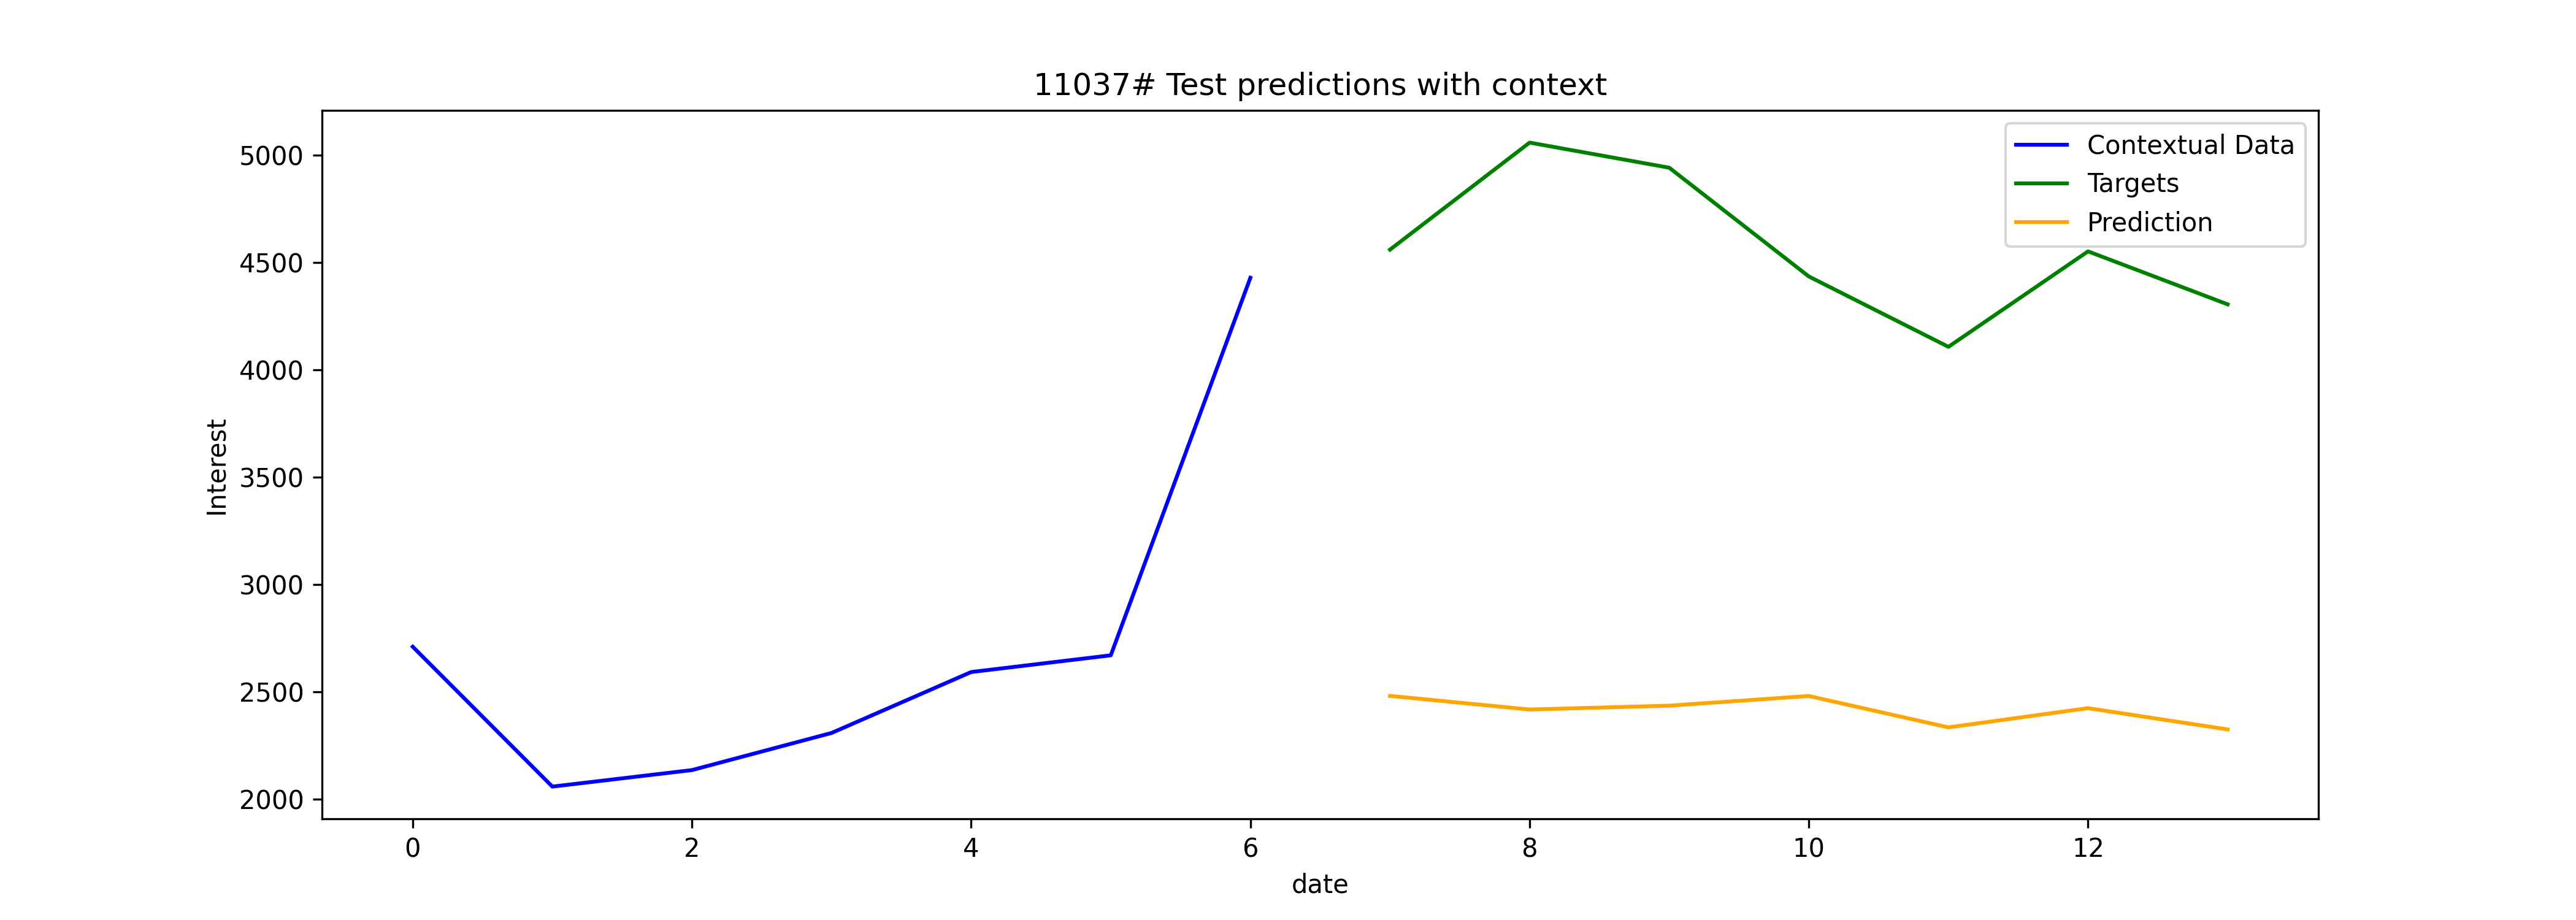 11037# Test predictions with context
Contextual Data
Targets
Prediction
5000
4500
4000
3500
3000
2500
2000
Interest
0 2 4 6 8 10 12
date